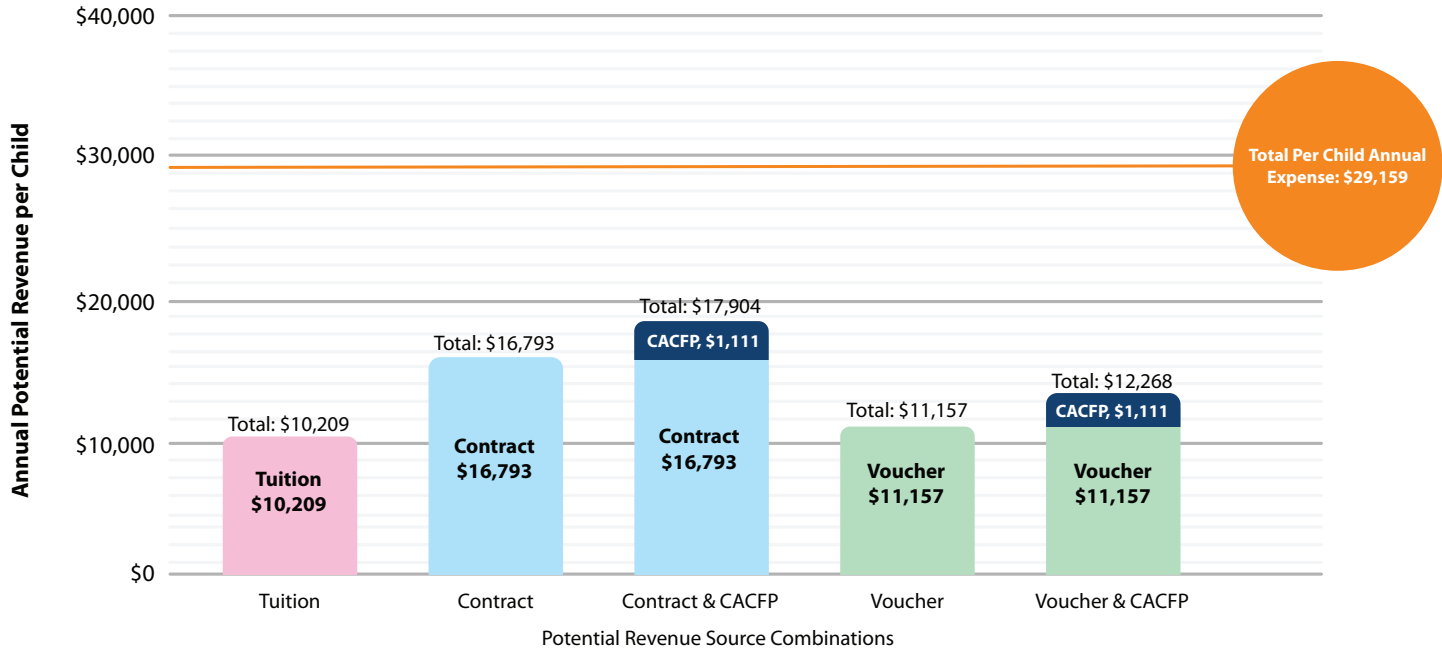 $40,000
$30,000
$20,000
$10,000
$0
Annual Potential Revenue per Child
Total Per Child Annual
Expense: $29,159
Total: $10,209
Tuition
$10,209
Total: $16,793
Contract
$16,793
Total: $17,904
CACFP, $1,111
Contract
$16,793
Total: $11,157
Voucher
$11,157
Total: $12,268
CACFP, $1,111
Voucher
$11,157
Tuition
Contract
Contract & CACFP
Voucher
Voucher & CACFP
Potential Revenue Source Combinations